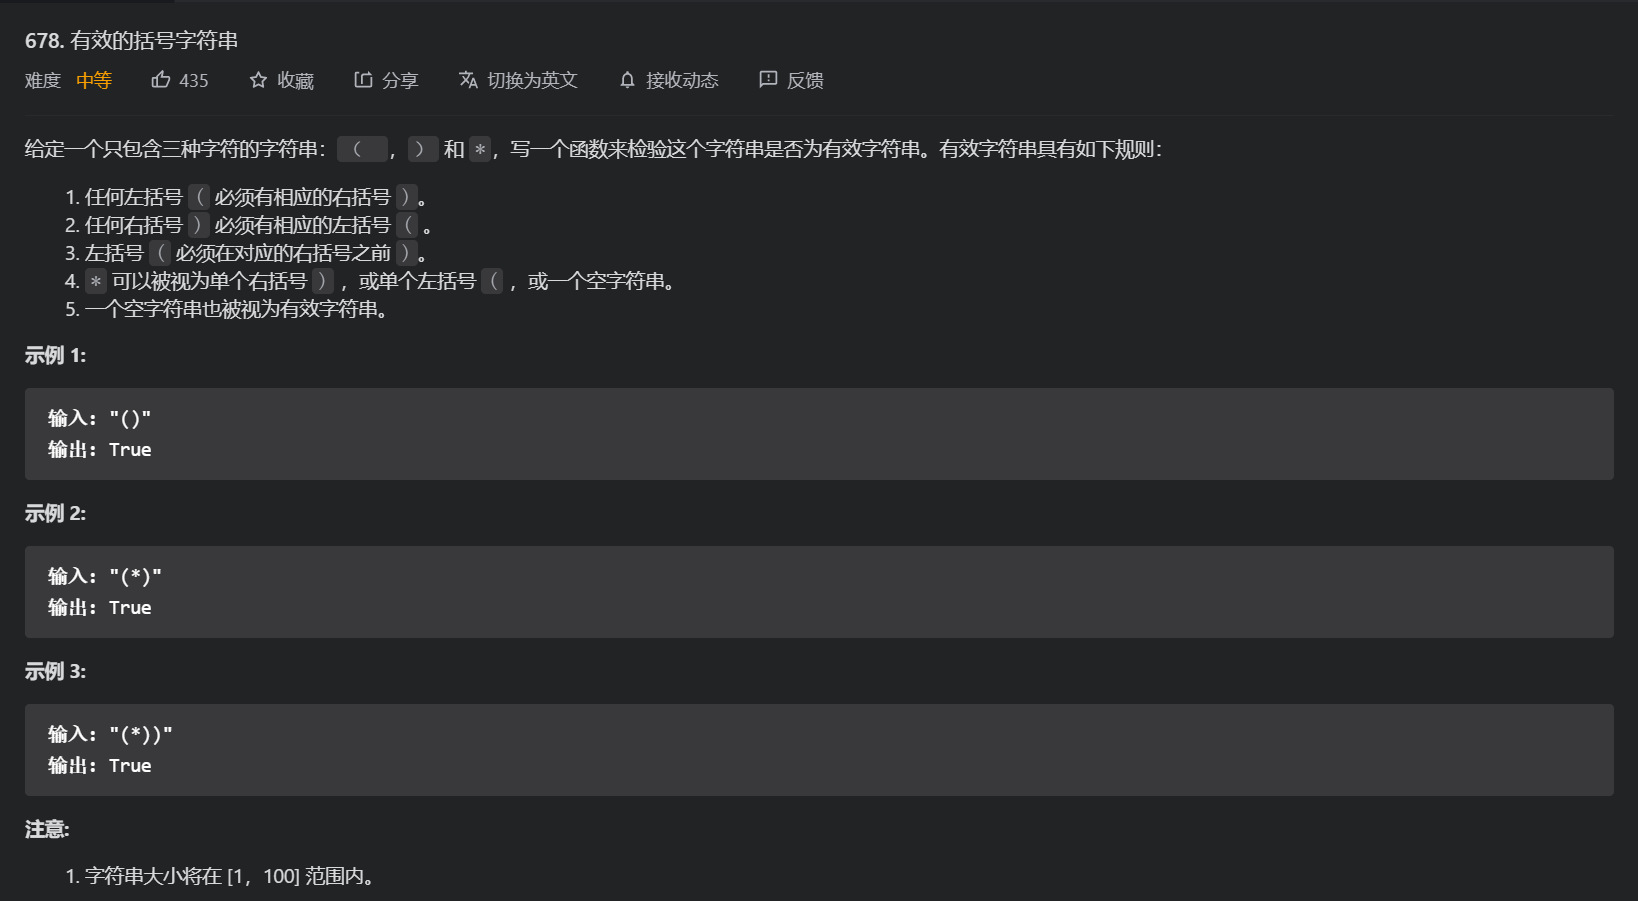 678. 有效的括号字符串
难度 中等 435 收藏 分享 切换为英文 接收动态 反馈
给定一个只包含三种字符的字符串：（ ，） 和 *，写一个函数来检验这个字符串是否为有效字符串。有效字符串具有如下规则：
1. 任何左括号 ( 必须有相应的右括号 )。
2. 任何右括号 ) 必须有相应的左括号 ( 。
3. 左括号 ( 必须在对应的右括号之前 )。
4. * 可以被视为单个右括号 ) ，或单个左括号 ( ，或一个空字符串。
5. 一个空字符串也被视为有效字符串。
示例 1:
输入: "()"
输出: True
示例 2:
输入: "(*)"
输出: True
示例 3:
输入: "(*))"
输出: True
注意:
1. 字符串大小将在 [1，100] 范围内。